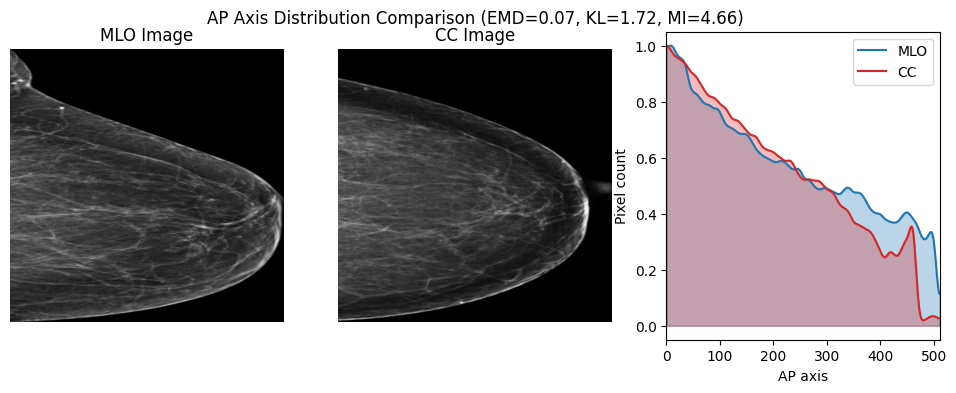 AP Axis Distribution Comparison (EMD=0.07, KL=1.72, MI=4.66)
MLO Image
CC Image
MLO
CC
1.0
0.8
0.6
0.4
0.2
0.0
Pixel count
0 100 200 300 400 500
AP axis